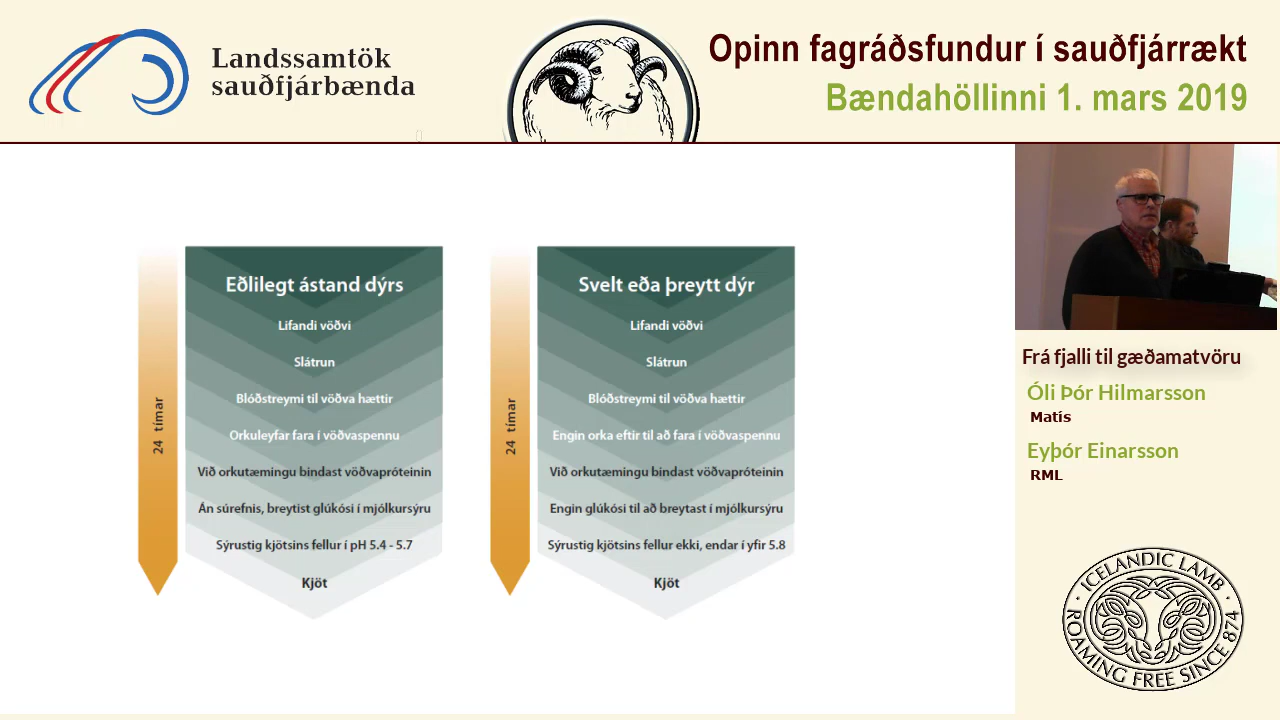 Landssamtök
sauðfjárbænda
Opinn fagráðsfundur í sauðfjárrækt
Bændahöllinni 1. mars 2019
24 tímar
Eðlilegt ástand dýrs
Lifandi vöðvi
Slátrun
Blóðstreymi til vöðva hættir
Orkuleyfar fara í vöðvaspennu
Við orkutæmingu bindast vöðvapróteinin
Án súrefnis, breytist glúkósi í mjólkursýru
Sýrustig kjötsins fellur í pH 5.4 - 5.7
Kjöt
24 tímar
Svelt eða þreytt dýr
Lifandi vöðvi
Slátrun
Blóðstreymi til vöðva hættir
Engin orka eftir til að fara í vöðvaspennu
Við orkutæmingu bindast vöðvapróteinin
Engin glúkósi til að breytast í mjólkursýru
Sýrustig kjötsins fellur ekki, endar í yfir 5.8
Kjöt
Frá fjalli til gæðamatvöru
Óli Þór Hilmarsson
Matís
Eyþór Einarsson
RML
· ICELANDIC LAMB ·
ROAMING FREE SINCE 874